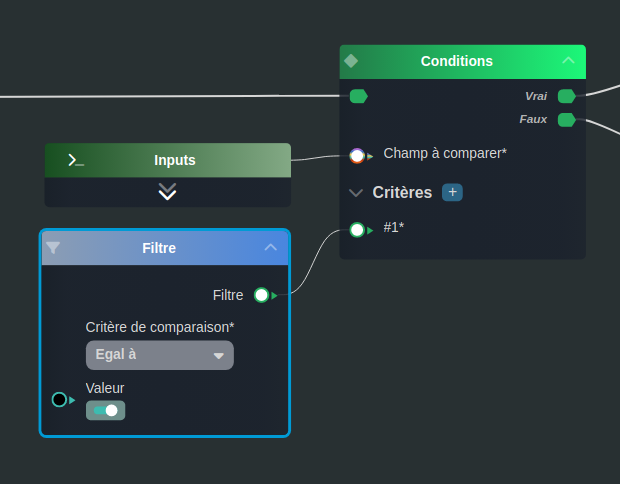 Conditions
Vrai
Faux
Inputs
Champ à comparer*
Critères +
#1*
Filtre
Filtre
Critère de comparaison*
Egal à
Valeur